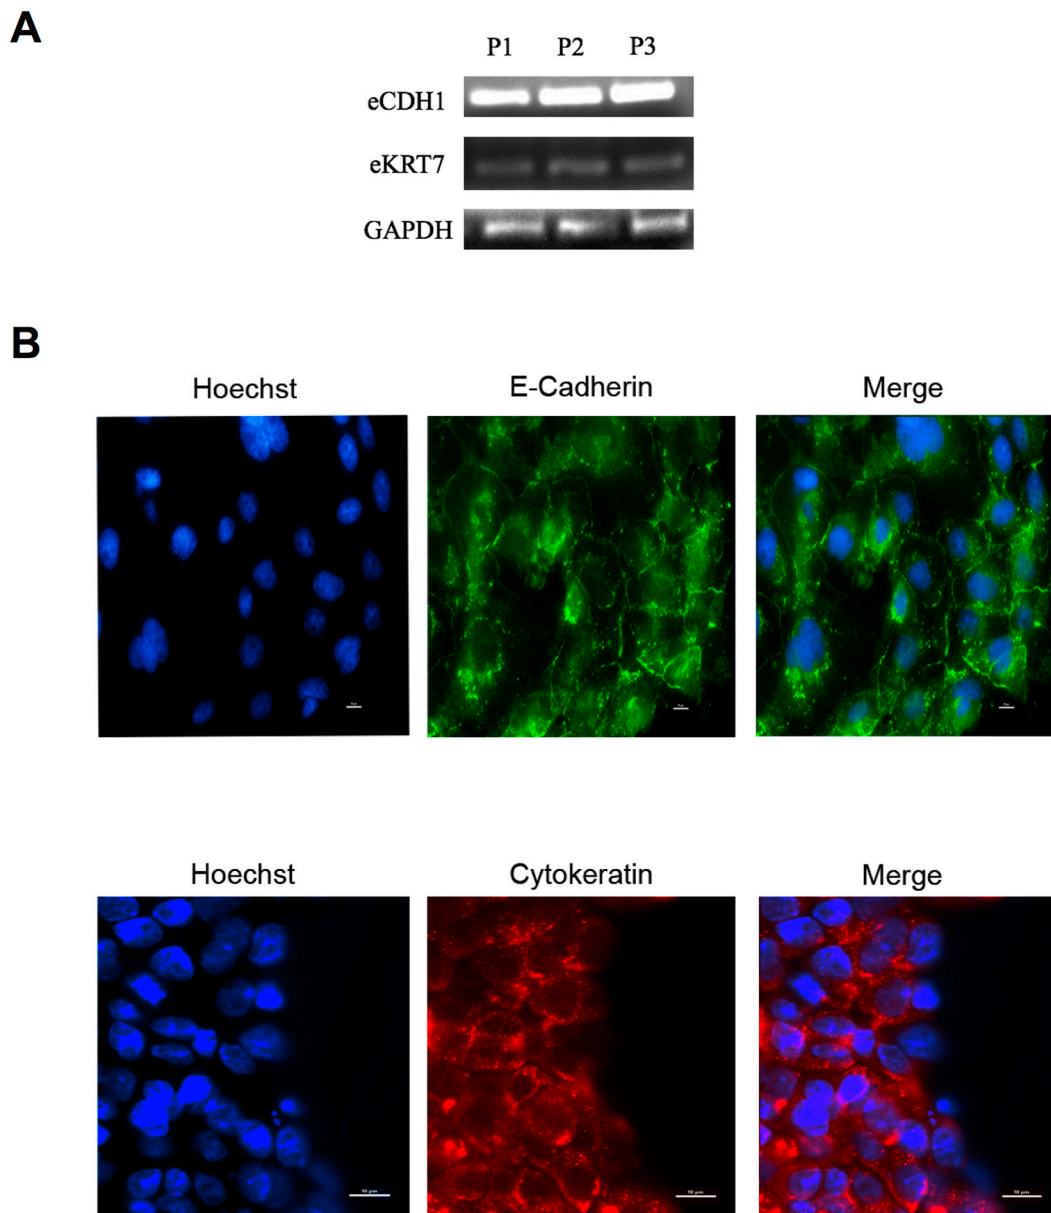 A
P1 P2 P3
eCDH1
eKRT7
GAPDH
B
Hoechst E-Cadherin Merge
Hoechst Cytokeratin Merge